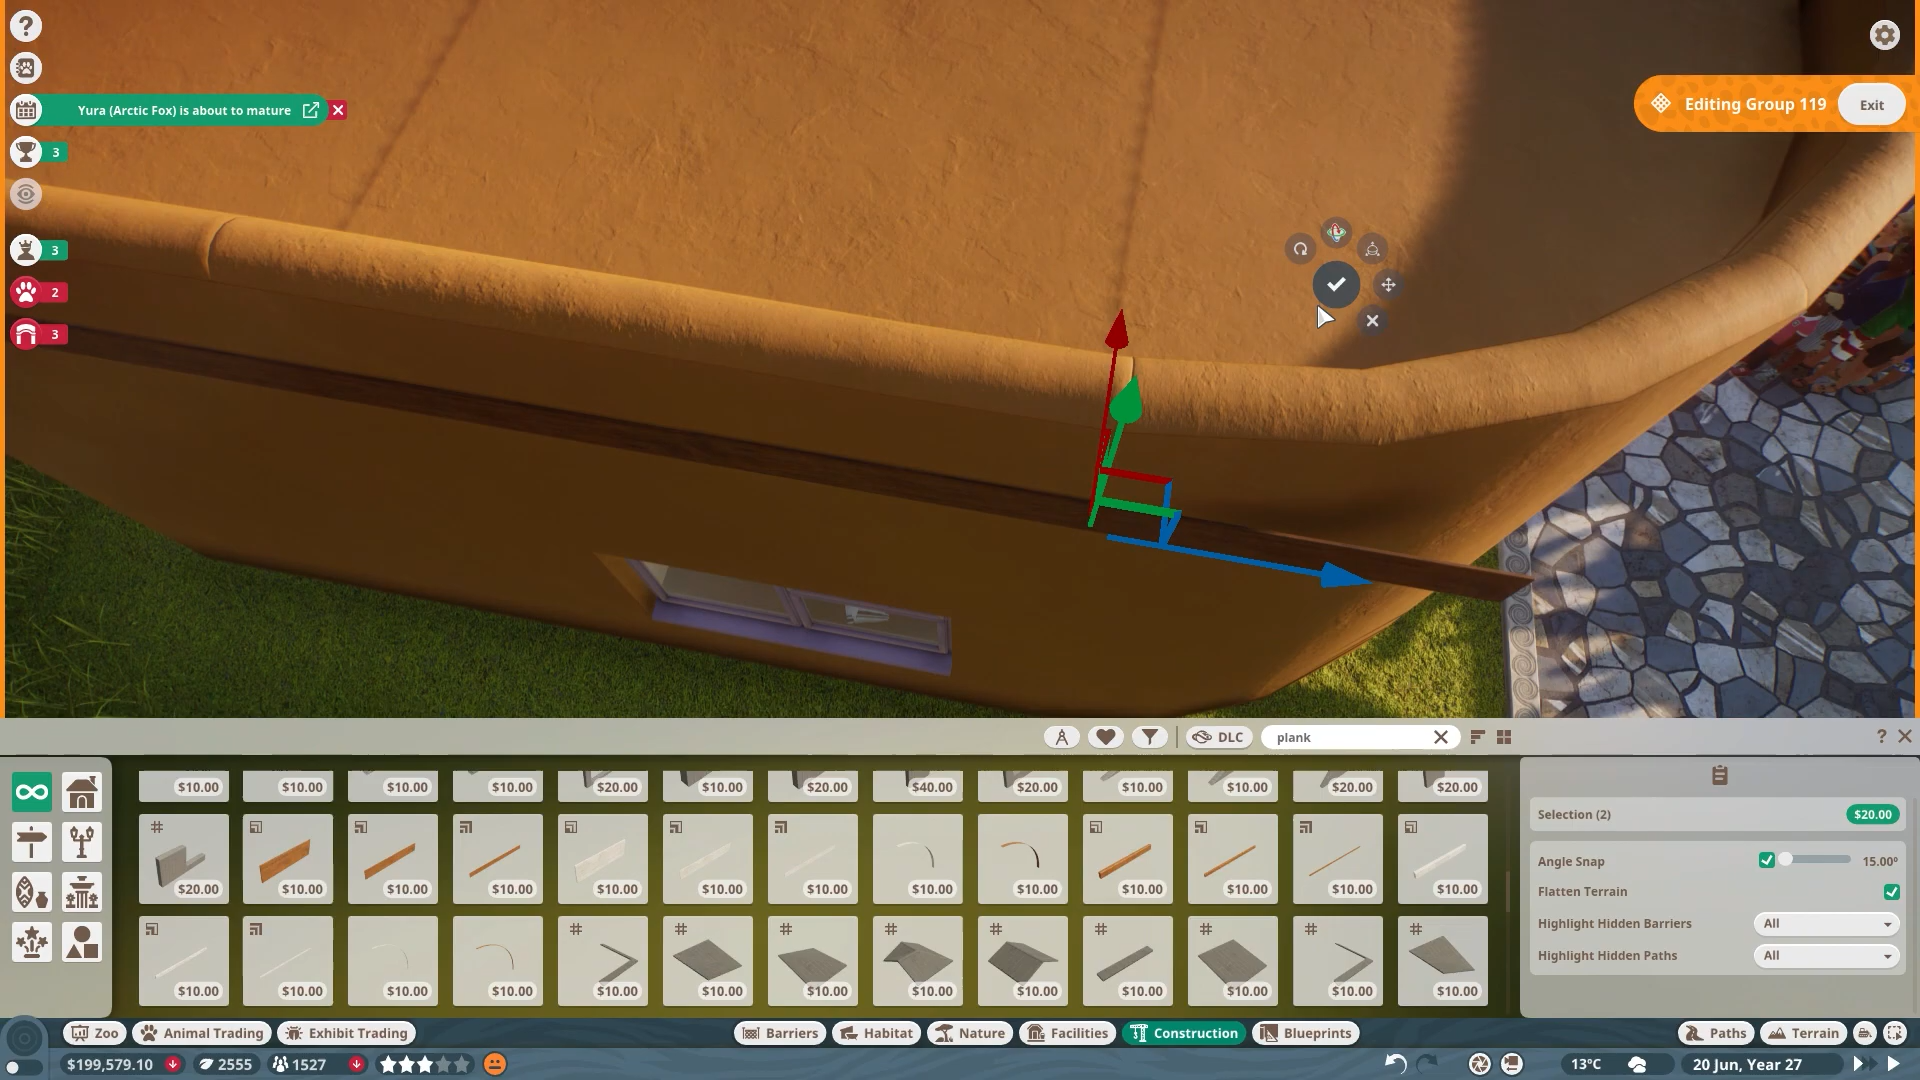 ?
Yura (Arctic Fox) is about to mature
3
3
2
3
Editing Group 119
Exit
DLC
plank
?
$10.00 $10.00 $10.00 $10.00 $20.00 $10.00 $20.00 $40.00 $20.00 $10.00 $10.00 $20.00 $20.00
$20.00 $10.00 $10.00 $10.00 $10.00 $10.00 $10.00 $10.00 $10.00 $10.00 $10.00 $10.00 $10.00
$10.00 $10.00 $10.00 $10.00 $10.00 $10.00 $10.00 $10.00 $10.00 $10.00 $10.00 $10.00 $10.00
Selection (2) $20.00
Angle Snap 15.00°
Flatten Terrain
Highlight Hidden Barriers All
Highlight Hidden Paths All
Zoo Animal Trading Exhibit Trading Barriers Habitat Nature Facilities Construction Blueprints Paths Terrain
$199,579.10 2555 1527 13°C 20 Jun, Year 27